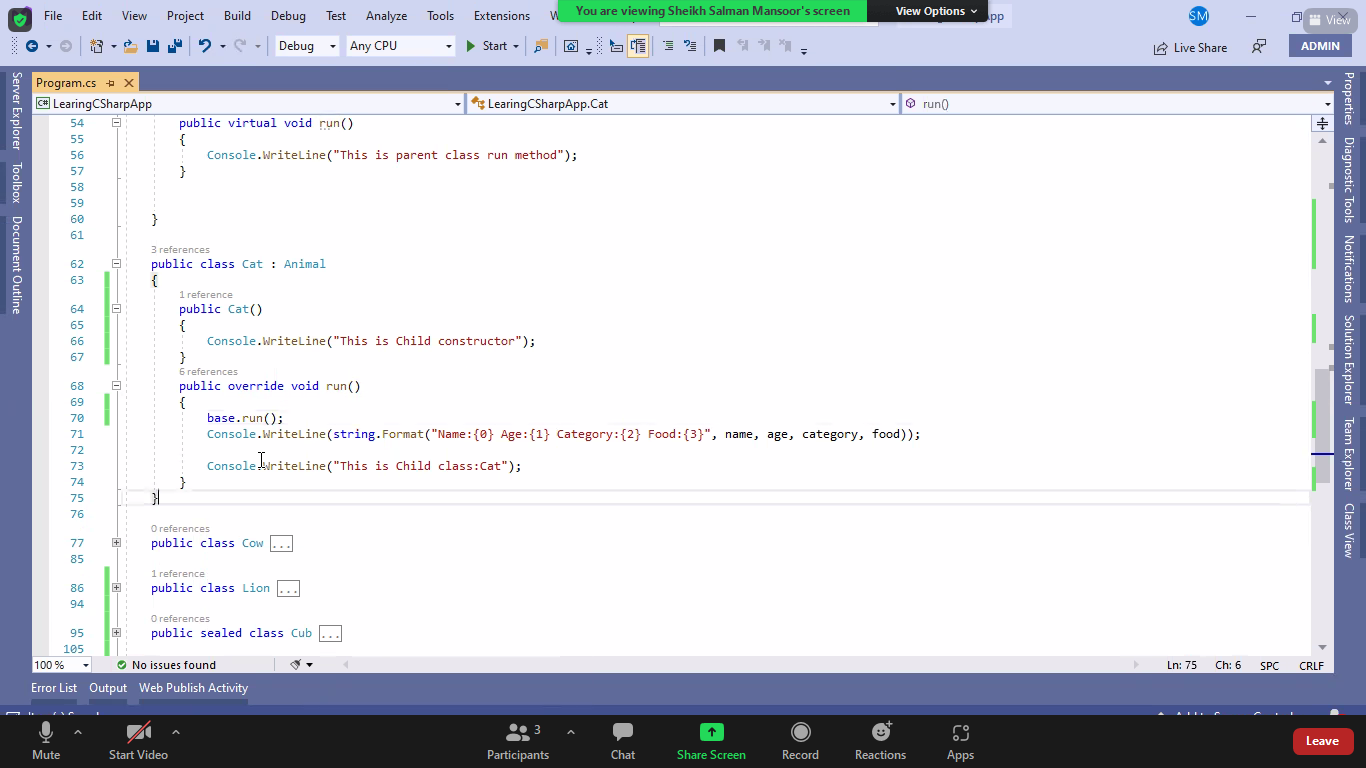 You are viewing Sheikh Salman Mansoor's screen View Options
File Edit View Project Build Debug Test Analyze Tools Extensions
SM
View
Debug Any CPU Start Live Share ADMIN
Program.cs
LearingCSharpApp LearingCSharpApp.Cat run()
Server Explorer
Toolbox
Document Outline
54 public virtual void run()
55 {
56 Console.WriteLine("This is parent class run method");
57 }
58
59
60 }
61
3 references
62 public class Cat : Animal
63 {
1 reference
64 public Cat()
65 {
66 Console.WriteLine("This is Child constructor");
67 }
6 references
68 public override void run()
69 {
70 base.run();
71 Console.WriteLine(string.Format("Name:{0} Age:{1} Category:{2} Food:{3}", name, age, category, food));
72
73 Console.WriteLine("This is Child class:Cat");
74 }
75 }
76
0 references
77 public class Cow ...
85
1 reference
86 public class Lion ...
94
0 references
95 public sealed class Cub ...
105
Properties
Diagnostic Tools
Notifications
Solution Explorer
Team Explorer
Class View
100 % No issues found Ln: 75 Ch: 6 SPC CRLF
Error List Output Web Publish Activity
Mute Start Video Participants 3 Chat Share Screen Record Reactions Apps Leave